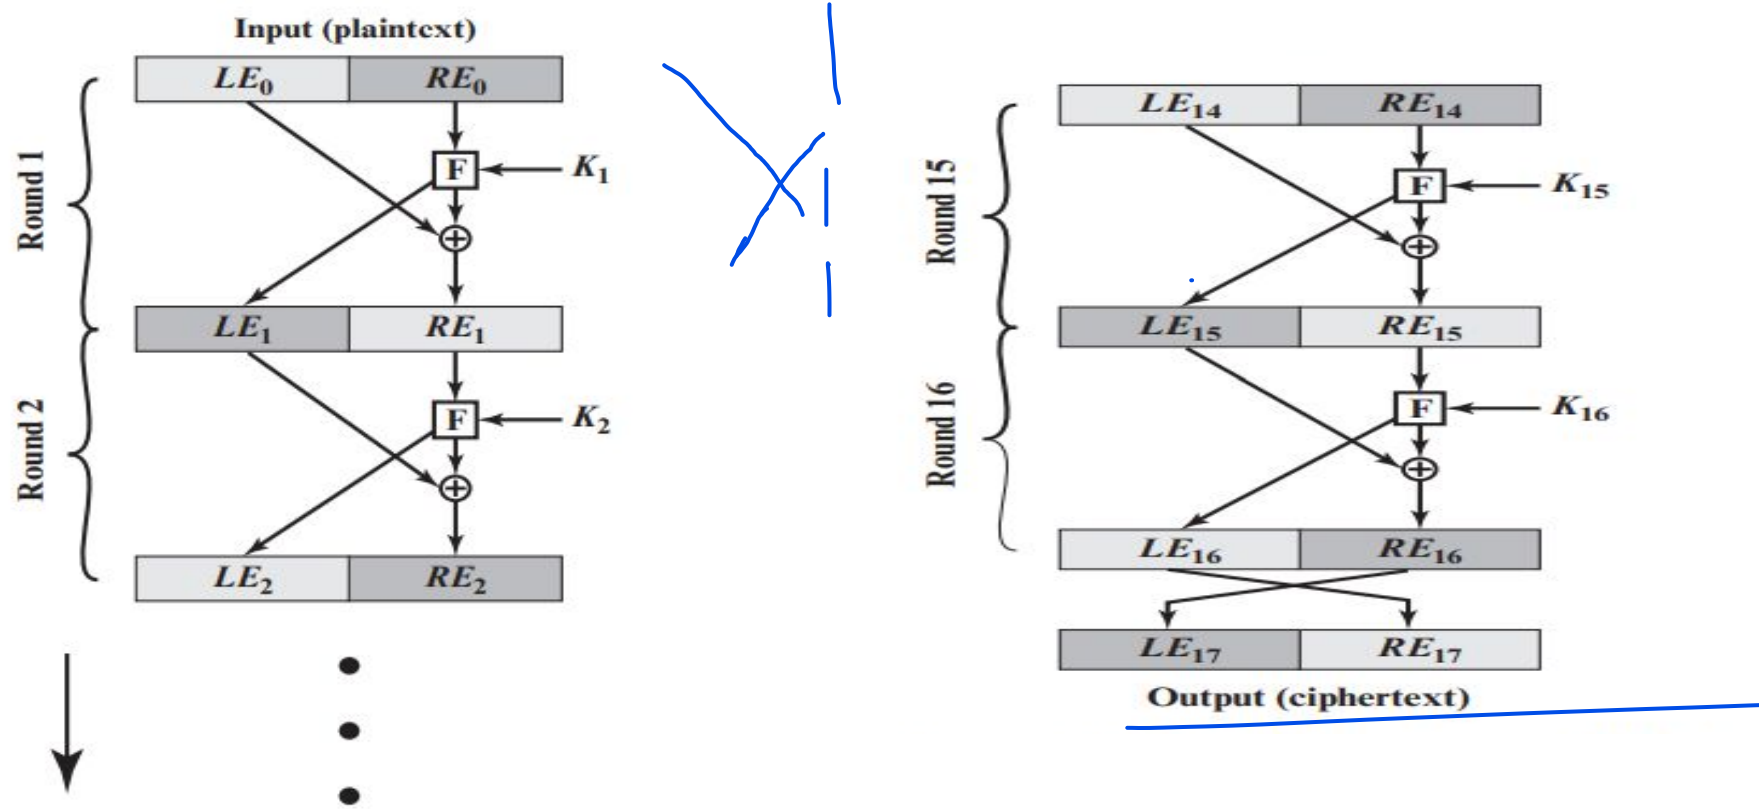 Input (plaintext)
LE0 RE0
Round 1
F K1
LE1 RE1
Round 2
F K2
LE2 RE2
LE14 RE14
Round 15
F K15
LE15 RE15
Round 16
F K16
LE16 RE16
LE17 RE17
Output (ciphertext)